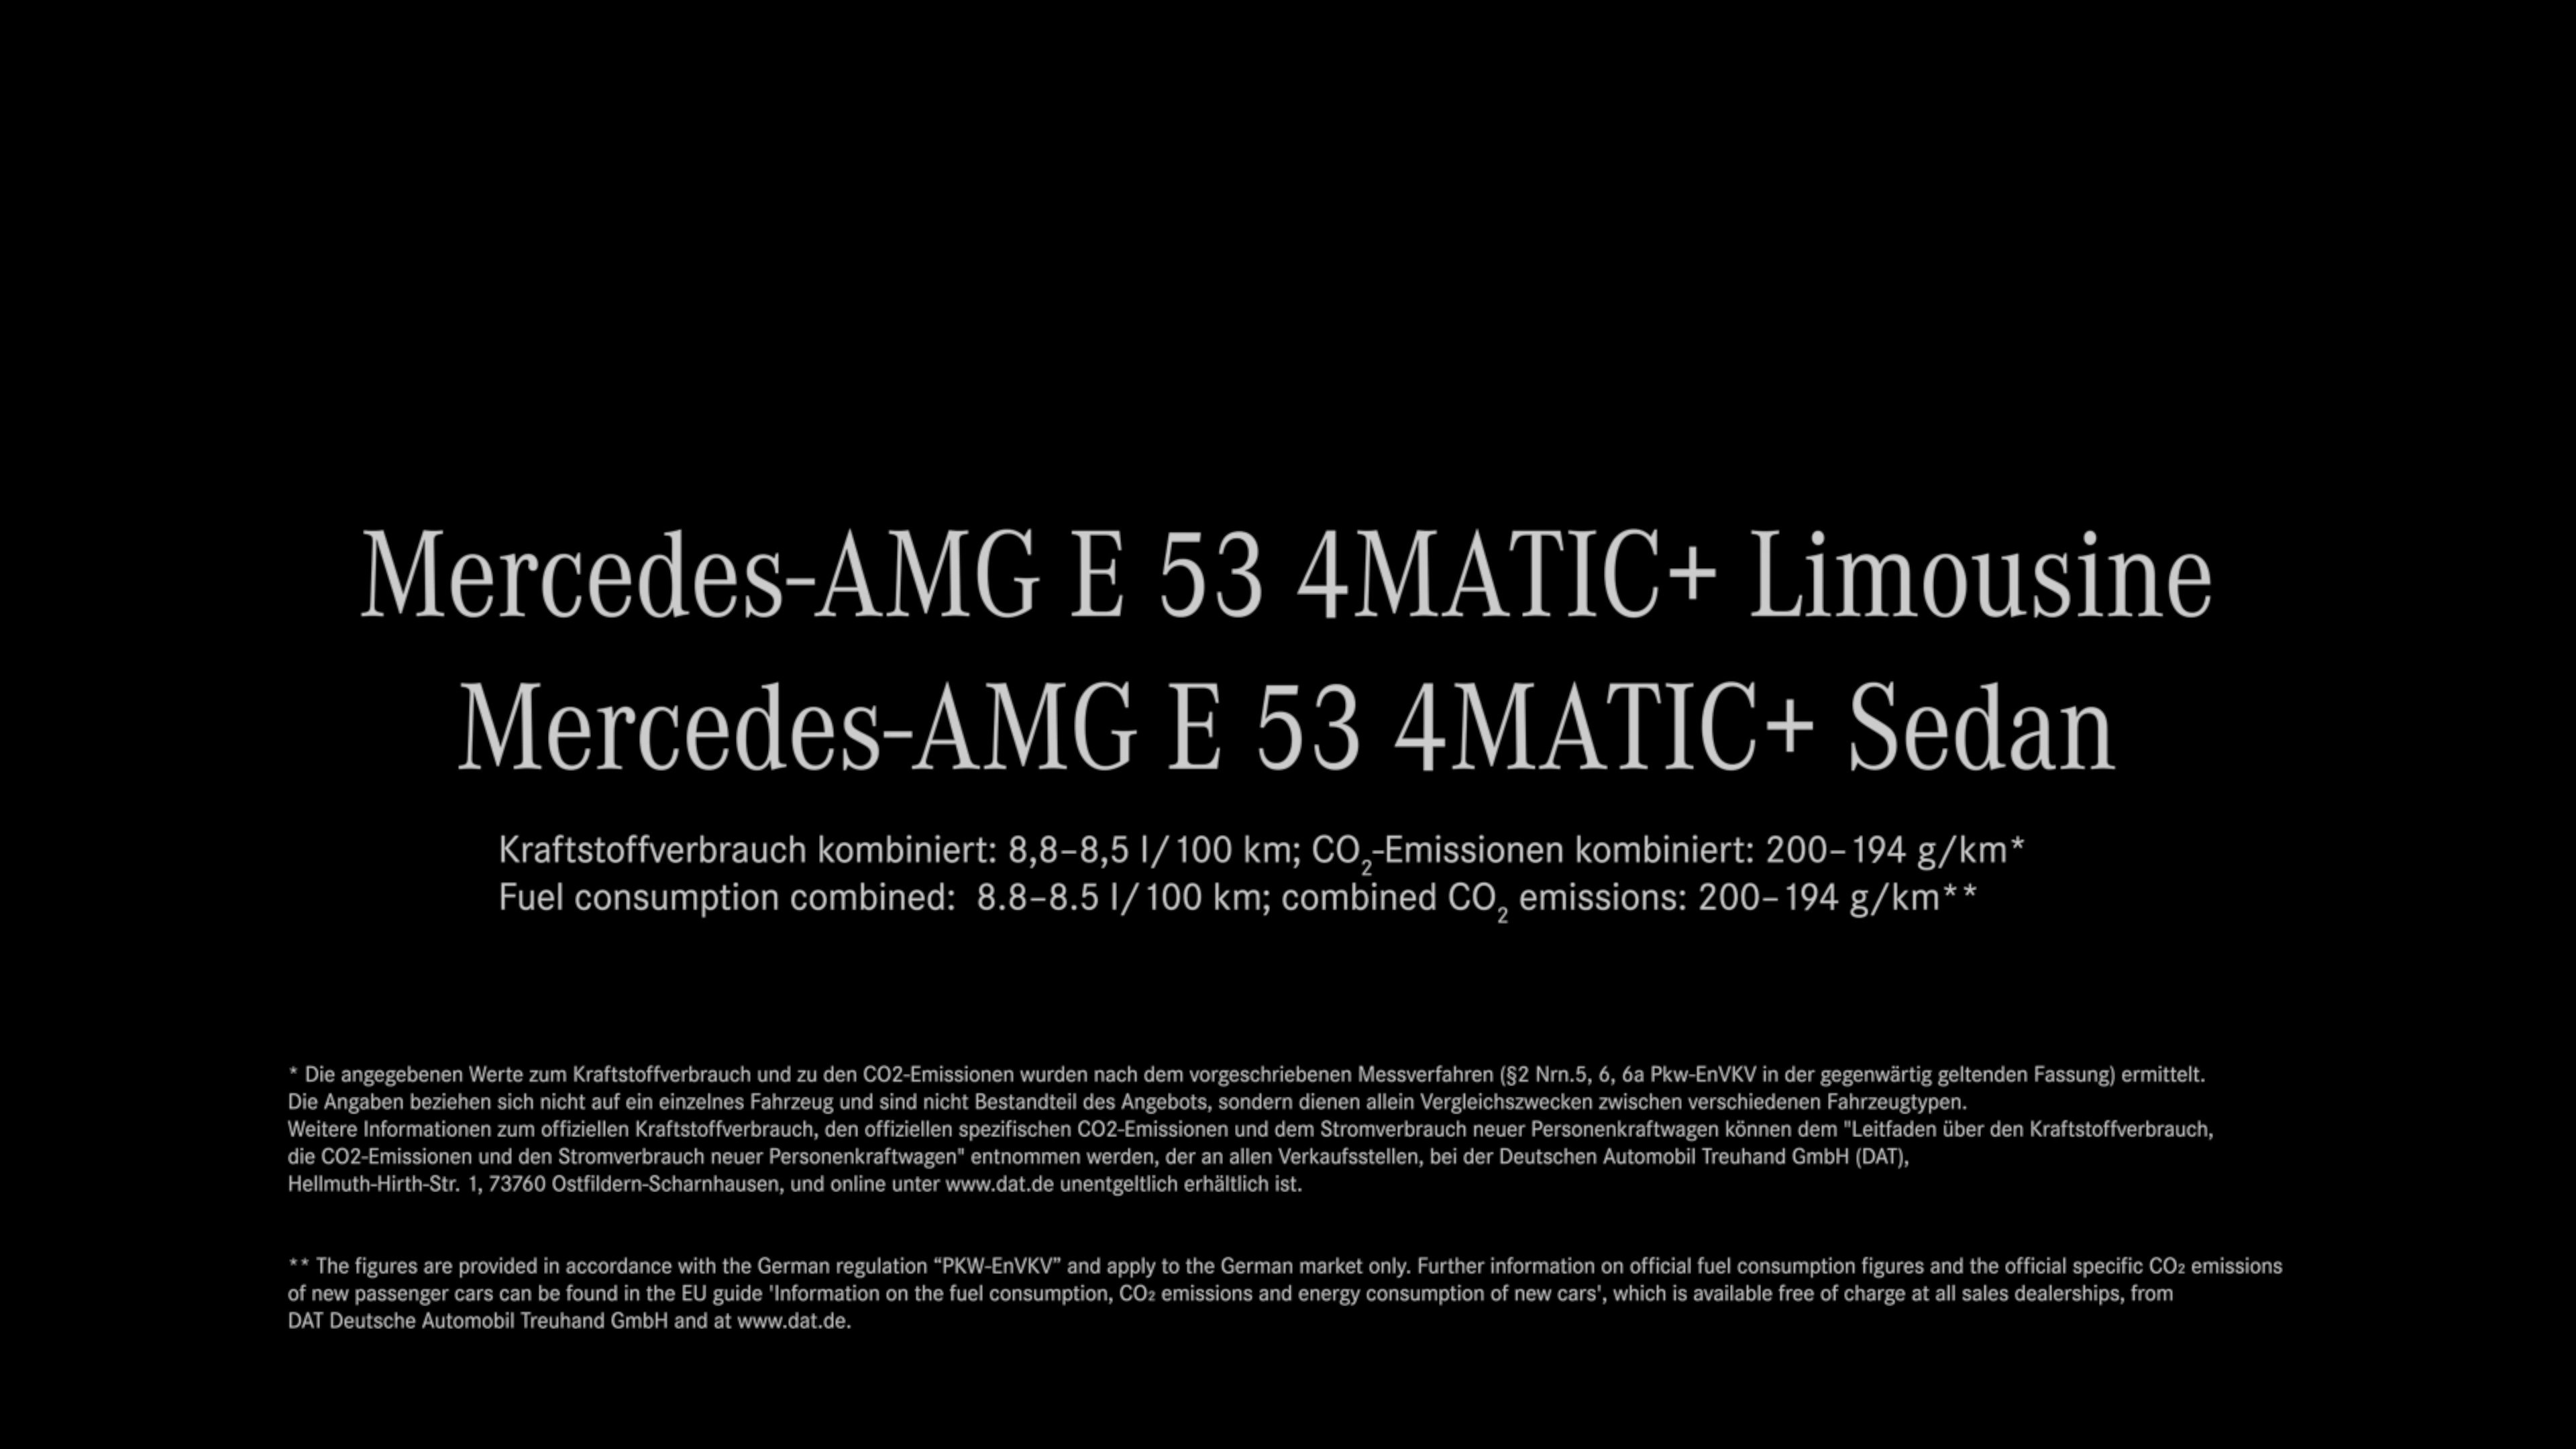 Mercedes-AMG E 53 4MATIC+ Limousine
Mercedes-AMG E 53 4MATIC+ Sedan
Kraftstoffverbrauch kombiniert: 8,8–8,5 l/100 km; CO₂-Emissionen kombiniert: 200–194 g/km*
Fuel consumption combined: 8.8–8.5 l/100 km; combined CO₂ emissions: 200–194 g/km**
* Die angegebenen Werte zum Kraftstoffverbrauch und zu den CO2-Emissionen wurden nach dem vorgeschriebenen Messverfahren (§2 Nrn.5, 6, 6a Pkw-EnVKV in der gegenwärtig geltenden Fassung) ermittelt.
Die Angaben beziehen sich nicht auf ein einzelnes Fahrzeug und sind nicht Bestandteil des Angebots, sondern dienen allein Vergleichszwecken zwischen verschiedenen Fahrzeugtypen.
Weitere Informationen zum offiziellen Kraftstoffverbrauch, den offiziellen spezifischen CO2-Emissionen und dem Stromverbrauch neuer Personenkraftwagen können dem "Leitfaden über den Kraftstoffverbrauch,
die CO2-Emissionen und den Stromverbrauch neuer Personenkraftwagen" entnommen werden, der an allen Verkaufsstellen, bei der Deutschen Automobil Treuhand GmbH (DAT),
Hellmuth-Hirth-Str. 1, 73760 Ostfildern-Scharnhausen, und online unter www.dat.de unentgeltlich erhältlich ist.
** The figures are provided in accordance with the German regulation “PKW-EnVKV” and apply to the German market only. Further information on official fuel consumption figures and the official specific CO₂ emissions
of new passenger cars can be found in the EU guide 'Information on the fuel consumption, CO₂ emissions and energy consumption of new cars', which is available free of charge at all sales dealerships, from
DAT Deutsche Automobil Treuhand GmbH and at www.dat.de.